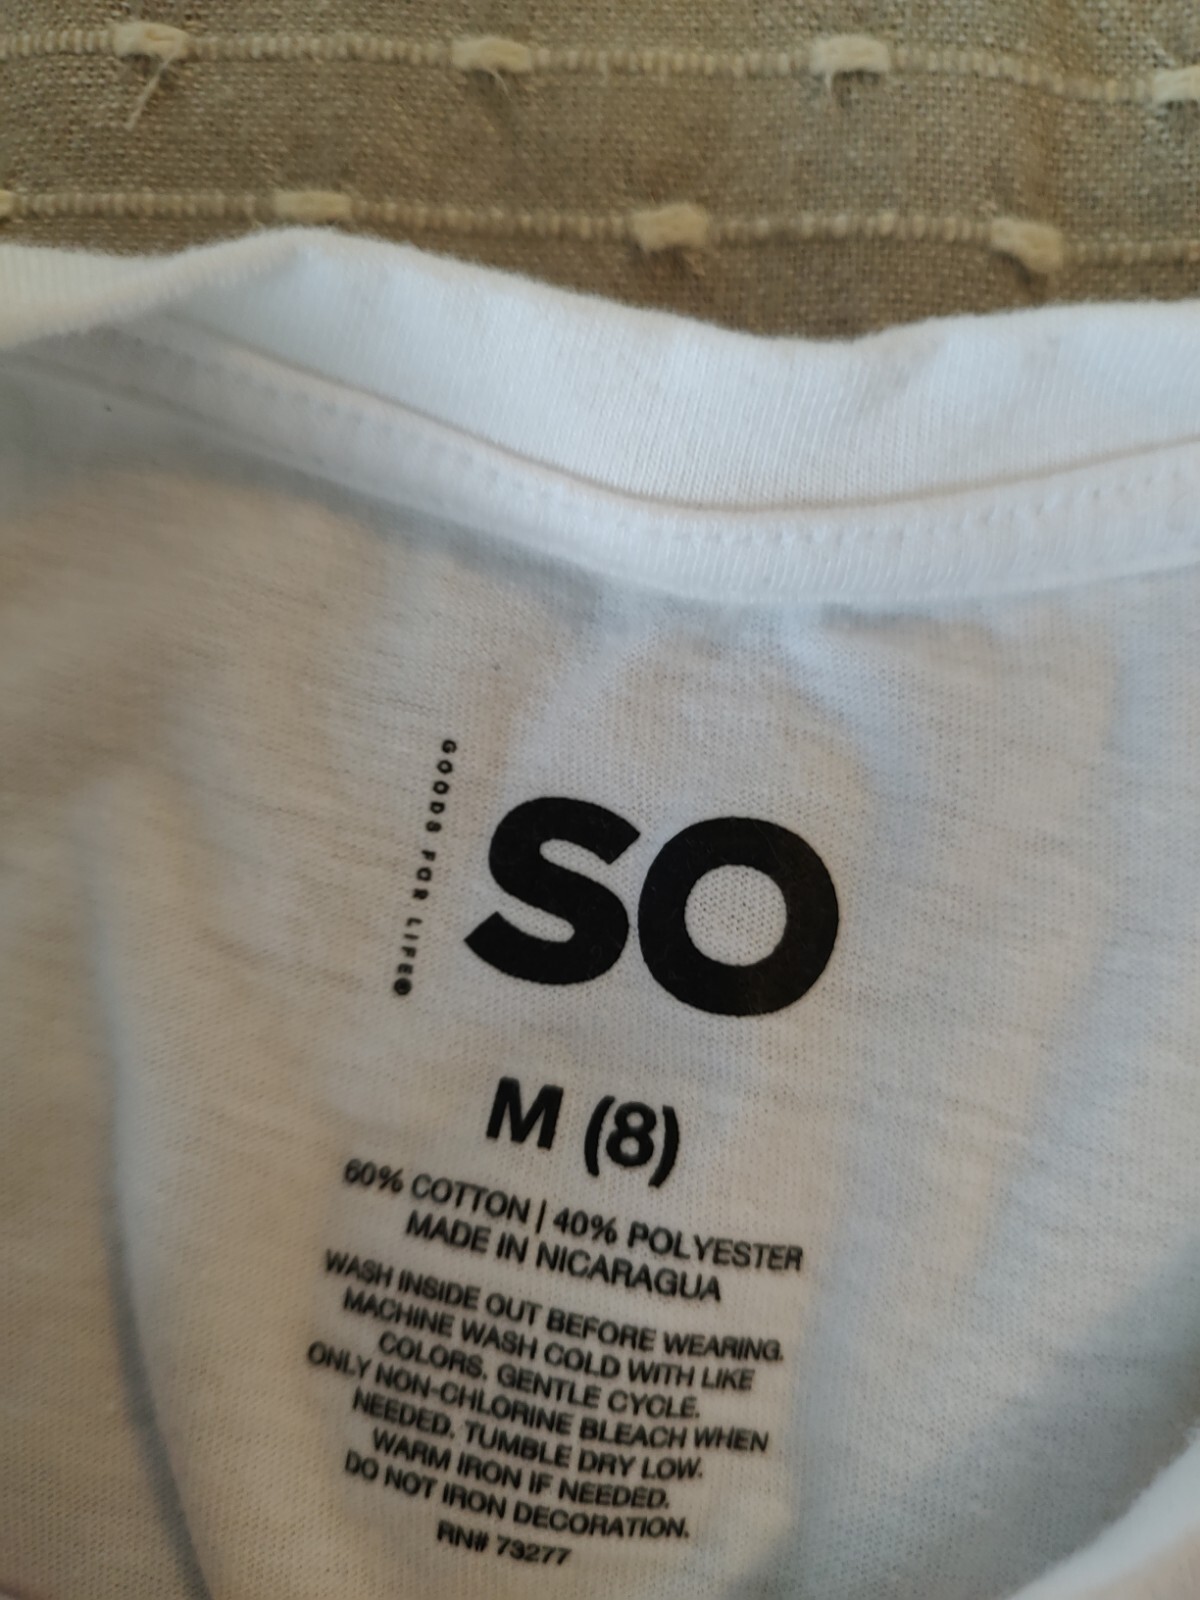 GOODS FOR LIFE®
SO
M (8)
60% COTTON | 40% POLYESTER
MADE IN NICARAGUA
WASH INSIDE OUT BEFORE WEARING.
MACHINE WASH COLD WITH LIKE
COLORS. GENTLE CYCLE.
ONLY NON-CHLORINE BLEACH WHEN
NEEDED. TUMBLE DRY LOW.
WARM IRON IF NEEDED.
DO NOT IRON DECORATION.
RN# 73277